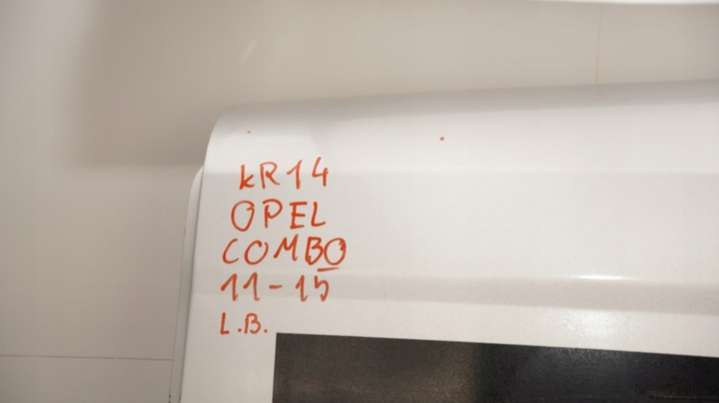 KR14
OPEL
COMBO
11-15
L.B.